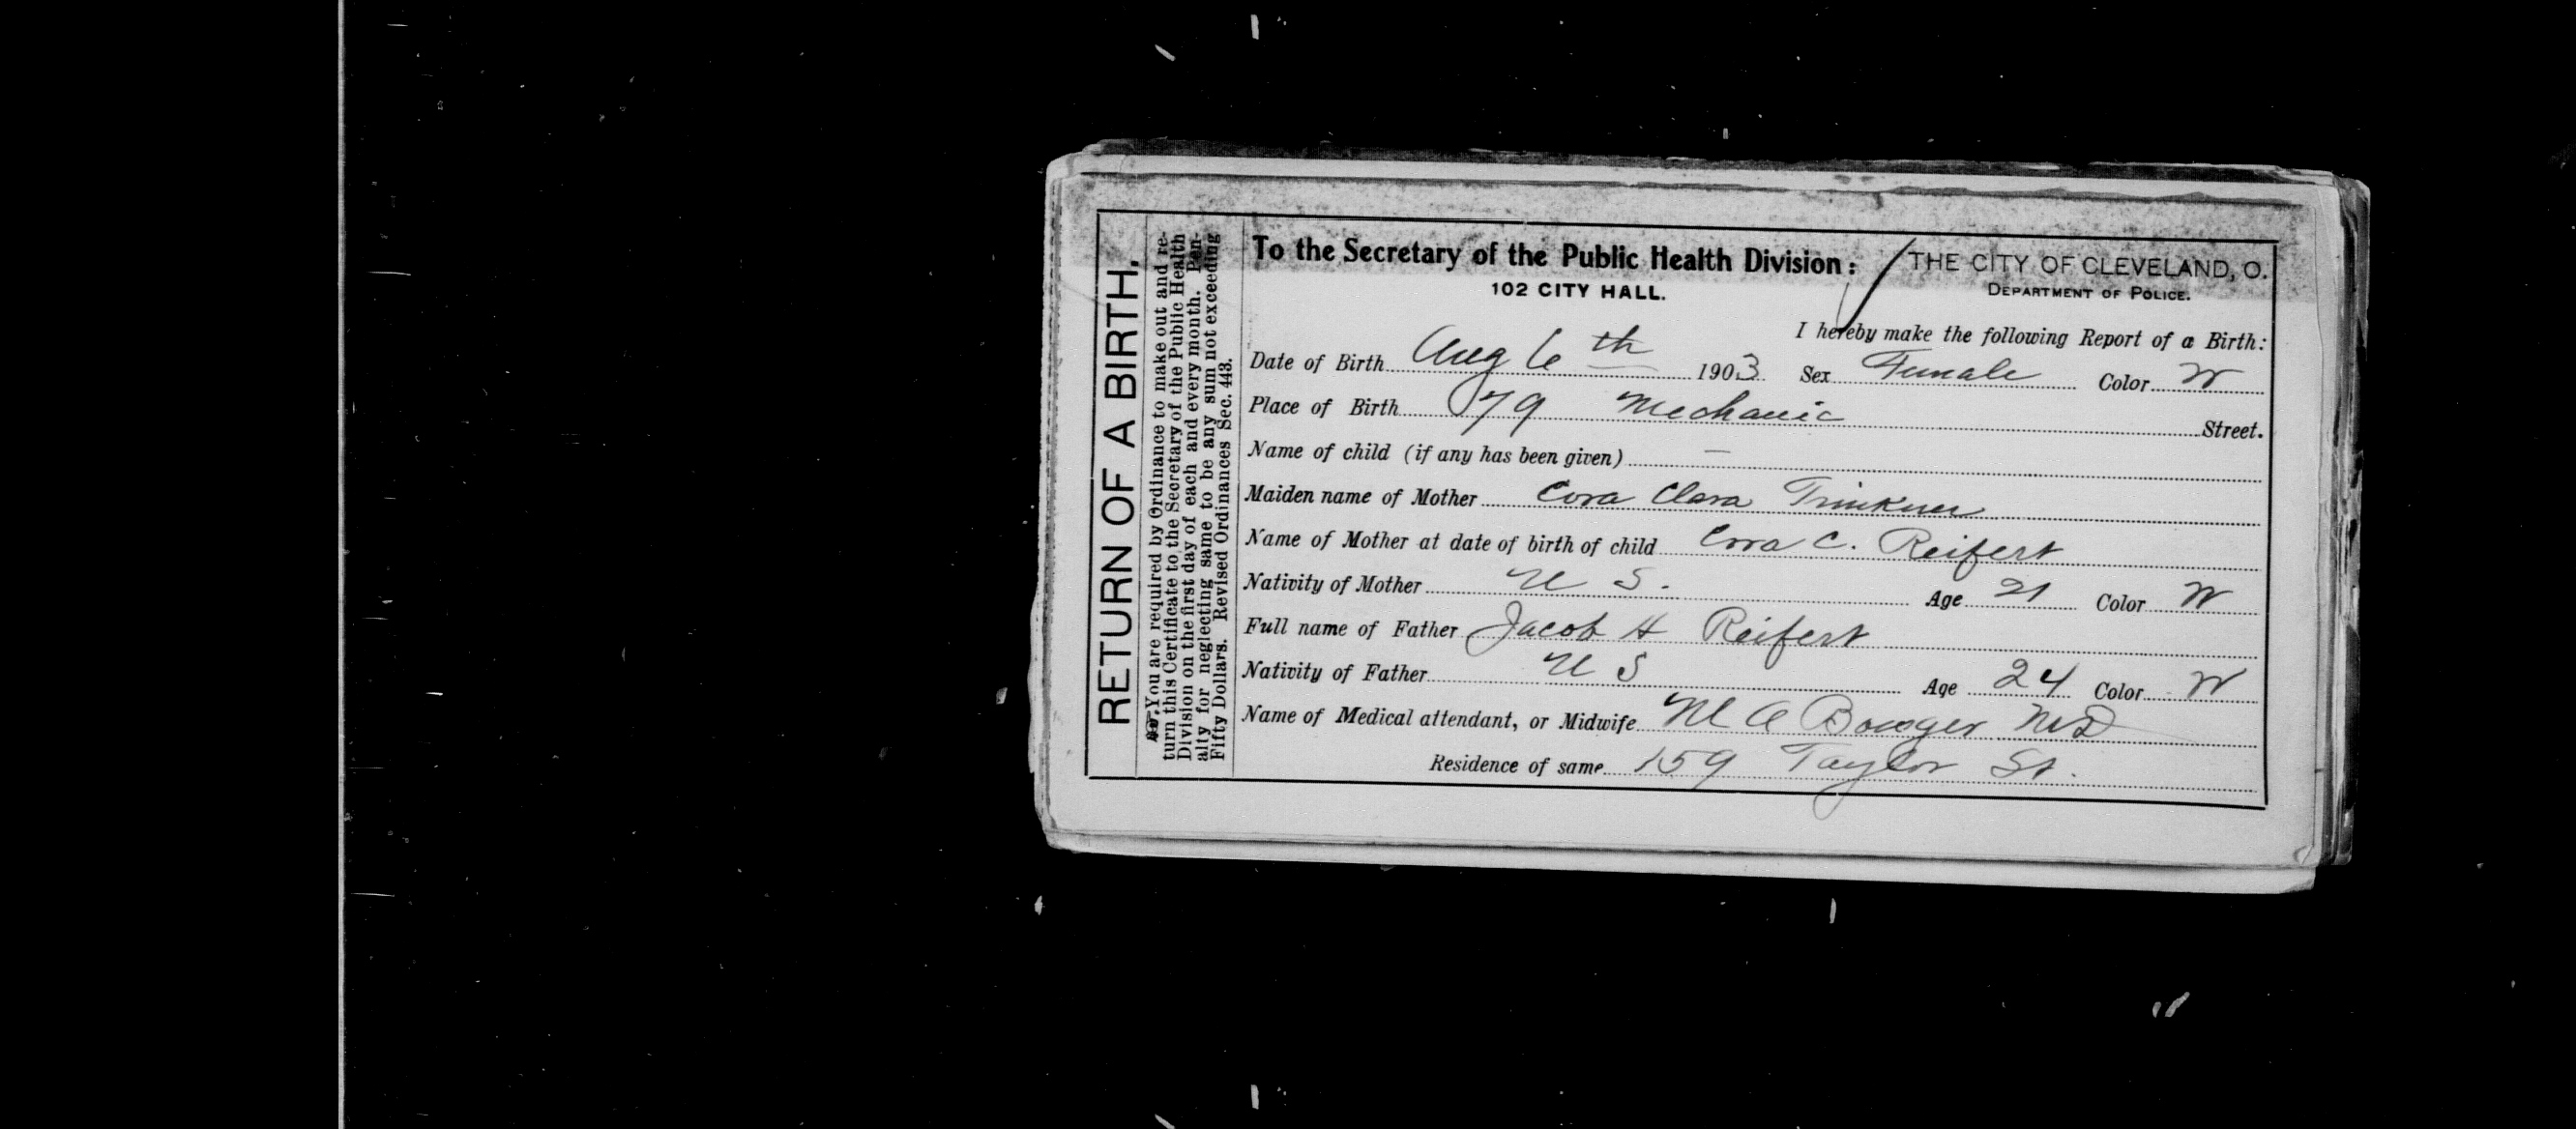 RETURN OF A BIRTH.
You are required by Ordinance to make out and re-
turn this Certificate to the Secretary of the Public Health
Division on the first day of each and every month. Pen-
alty for neglecting same to be any sum not exceeding
Fifty Dollars. Revised Ordinances Sec. 443.
To the Secretary of the Public Health Division: THE CITY OF CLEVELAND, O.
102 CITY HALL. DEPARTMENT OF POLICE.
I hereby make the following Report of a Birth:
Date of Birth Aug 6th 1903 Sex Female Color W
Place of Birth 79 Mechanic Street.
Name of child (if any has been given) —
Maiden name of Mother Cora Clara Trinkner
Name of Mother at date of birth of child Cora C. Reifert
Nativity of Mother U S. Age 21 Color W
Full name of Father Jacob H Reifert
Nativity of Father U S Age 24 Color W
Name of Medical attendant, or Midwife M A MD
Residence of same 159 Taylor St.